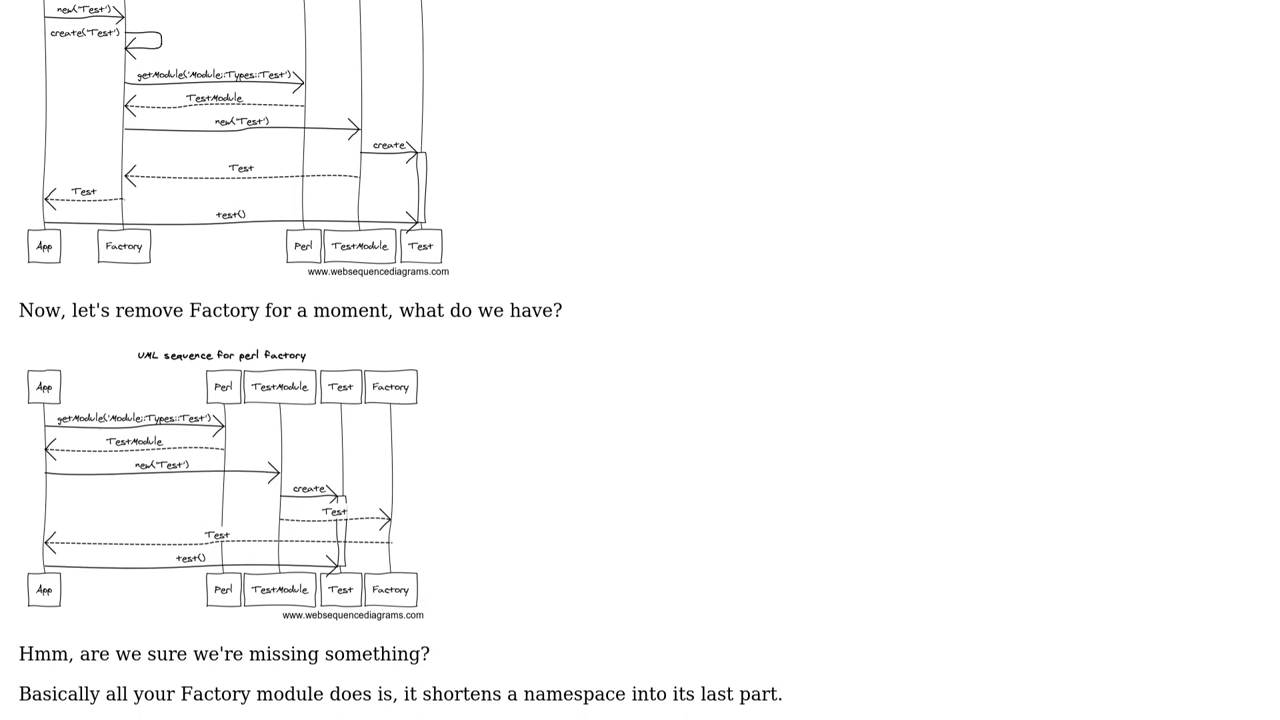 new('Test')
create('Test')
getModule('Module::Types::Test')
TestModule
new('Test')
create
Test
Test
test()
App Factory Perl TestModule Test
www.websequencediagrams.com
Now, let's remove Factory for a moment, what do we have?
UML sequence for perl factory
App Perl TestModule Test Factory
getModule('Module::Types::Test')
TestModule
new('Test')
create
Test
Test
test()
App Perl TestModule Test Factory
www.websequencediagrams.com
Hmm, are we sure we're missing something?
Basically all your Factory module does is, it shortens a namespace into its last part.